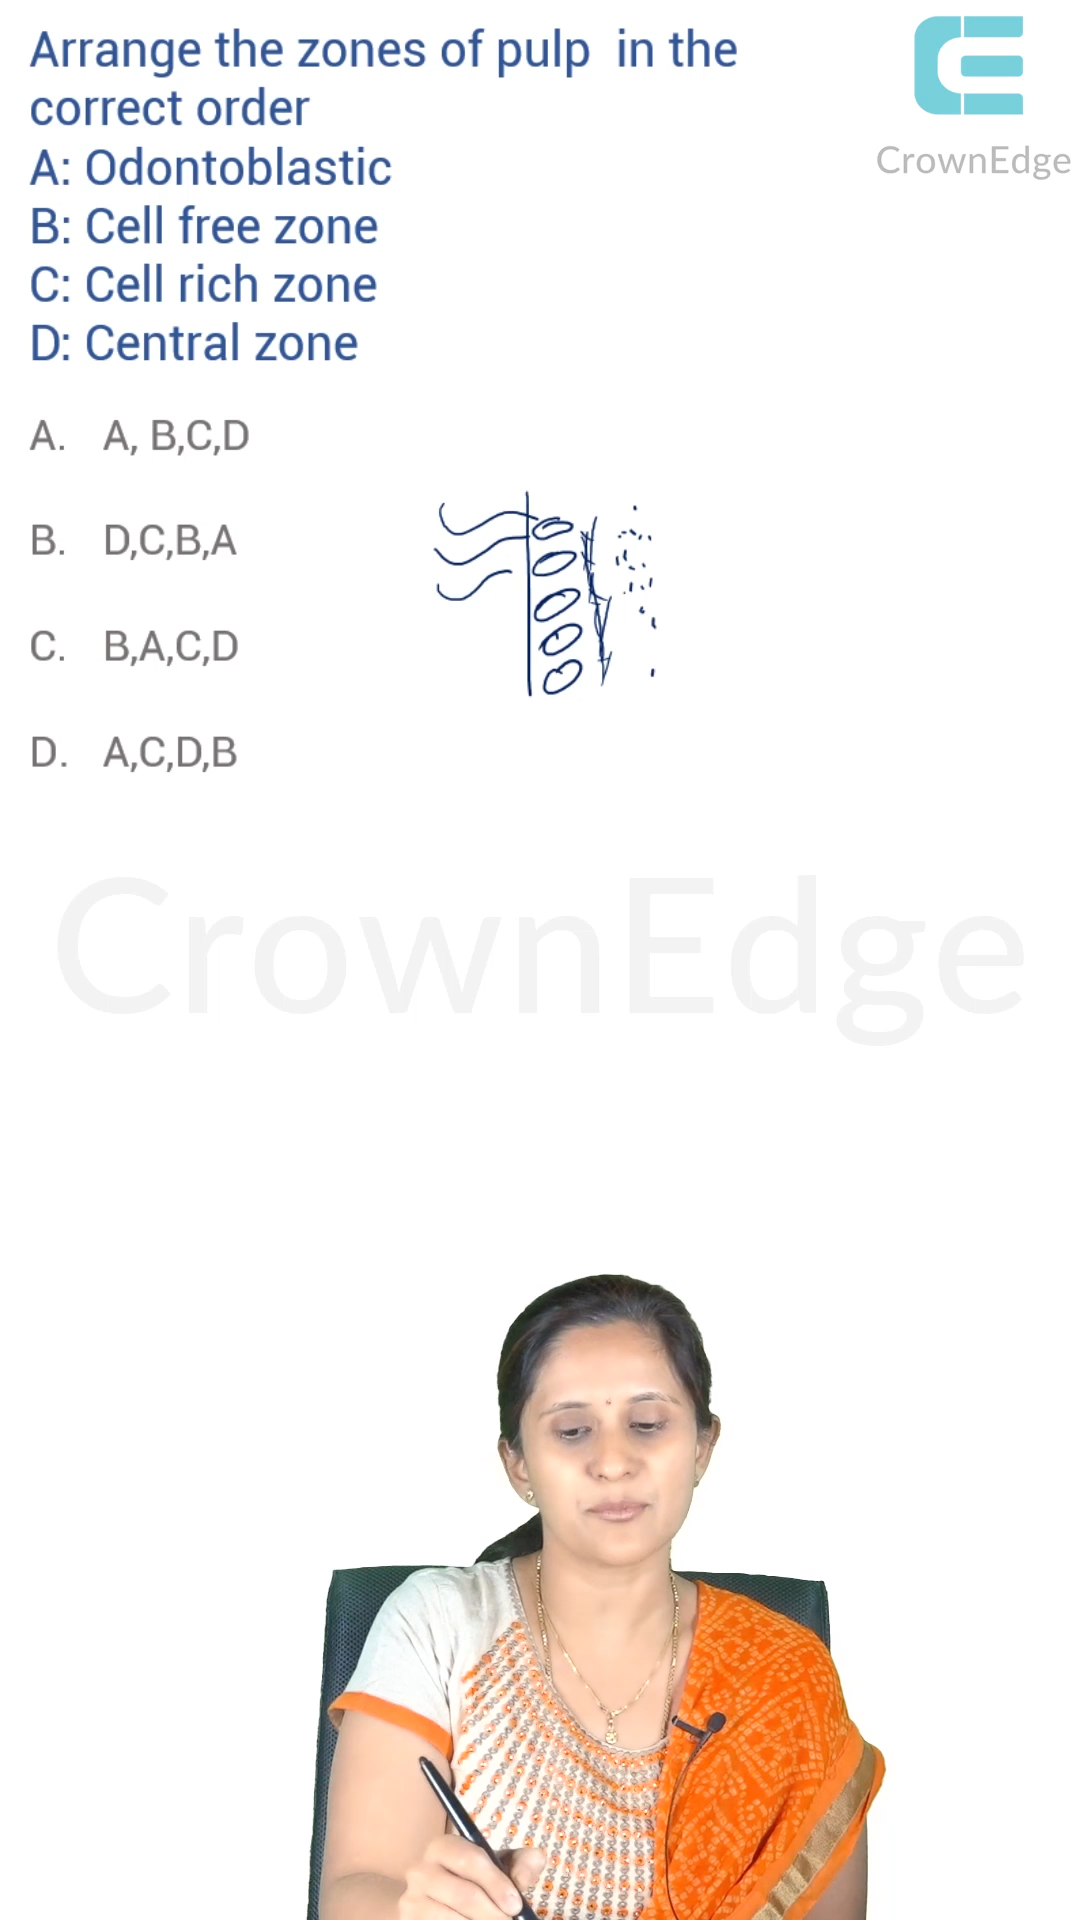 Arrange the zones of pulp in the
correct order
A: Odontoblastic
B: Cell free zone
C: Cell rich zone
D: Central zone
CrownEdge
A. A, B,C,D
B. D,C,B,A
C. B,A,C,D
D. A,C,D,B
CrownEdge